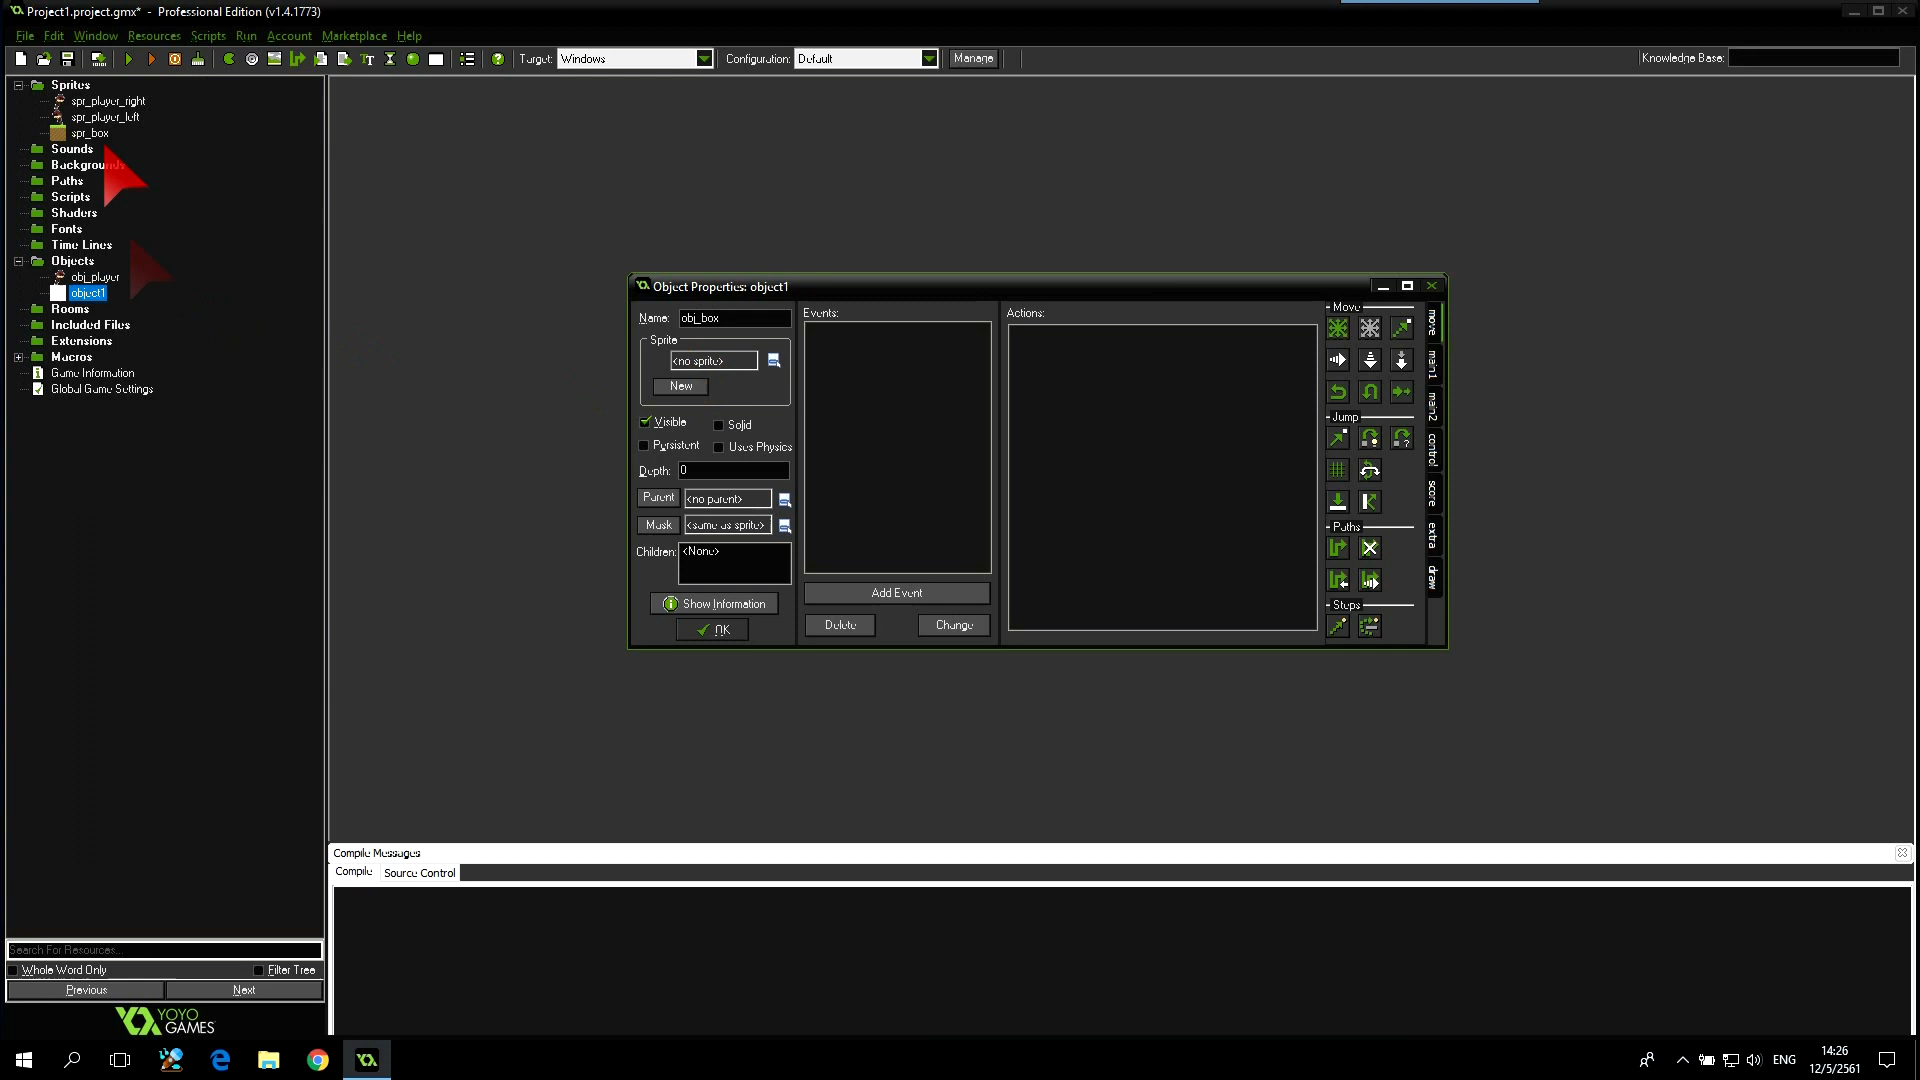 Project1.project.gmx* - Professional Edition (v1.4.1773)
File Edit Window Resources Scripts Run Account Marketplace Help
Target: Windows Configuration: Default Manage Knowledge Base:
Sprites
spr_player_right
spr_player_left
spr_box
Sounds
Backgrounds
Paths
Scripts
Shaders
Fonts
Time Lines
Objects
obj_player
object1
Rooms
Included Files
Extensions
Macros
Game Information
Global Game Settings
Object Properties: object1
Name: obj_box
Sprite
<no sprite>
New
Visible Solid
Persistent Uses Physics
Depth: 0
Parent <no parent>
Mask <same as sprite>
Children: <None>
Show Information
OK
Events:
Add Event
Delete Change
Actions:
Move
Jump
Paths
Steps
move
main1
main2
control
score
extra
draw
Compile Messages
Compile Source Control
Search For Resources...
Whole Word Only Filter Tree
Previous Next
YOYO
GAMES
ENG
14:26
12/5/2561